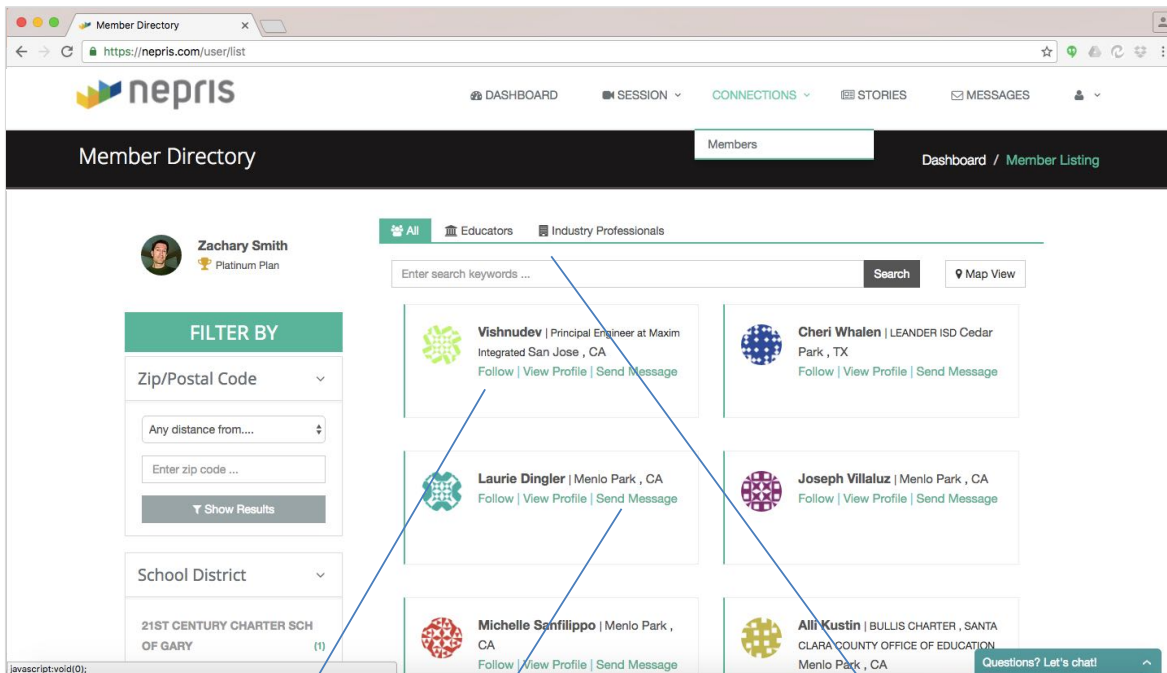 Member Directory
https://nepris.com/user/list
nepris
DASHBOARD
SESSION
CONNECTIONS
STORIES
MESSAGES
Members
Member Directory
Dashboard / Member Listing
Zachary Smith
Platinum Plan
All
Educators
Industry Professionals
Enter search keywords ...
Search
Map View
FILTER BY
Zip/Postal Code
Any distance from....
Enter zip code ...
Show Results
School District
21ST CENTURY CHARTER SCH
OF GARY (1)
Vishnudev | Principal Engineer at Maxim
Integrated San Jose , CA
Follow | View Profile | Send Message
Cheri Whalen | LEANDER ISD Cedar
Park , TX
Follow | View Profile | Send Message
Laurie Dingler | Menlo Park , CA
Follow | View Profile | Send Message
Joseph Villaluz | Menlo Park , CA
Follow | View Profile | Send Message
Michelle Sanfilippo | Menlo Park ,
CA
Follow | View Profile | Send Message
Alli Kustin | BULLIS CHARTER , SANTA
CLARA COUNTY OFFICE OF EDUCATION
Menlo Park , CA
javascript:void(0);
Questions? Let's chat!